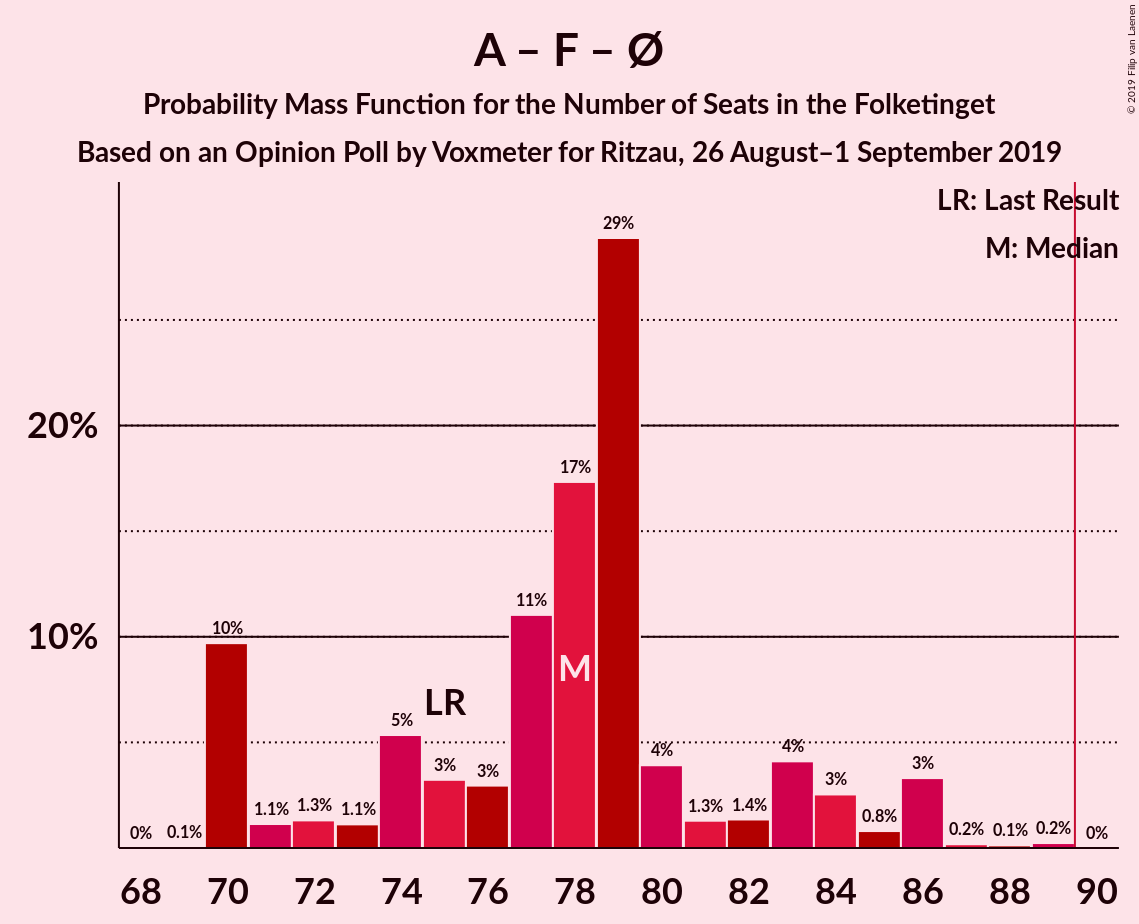 A – F – Ø
Probability Mass Function for the Number of Seats in the Folketinget
Based on an Opinion Poll by Voxmeter for Ritzau, 26 August–1 September 2019
© 2019 Filip van Laenen
LR: Last Result
M: Median
20%
10%
0%
0.1%
10%
1.1%
1.3%
1.1%
5%
LR
3%
3%
11%
17%
M
29%
4%
1.3%
1.4%
4%
3%
0.8%
3%
0.2%
0.1%
0.2%
0%
68 70 72 74 76 78 80 82 84 86 88 90